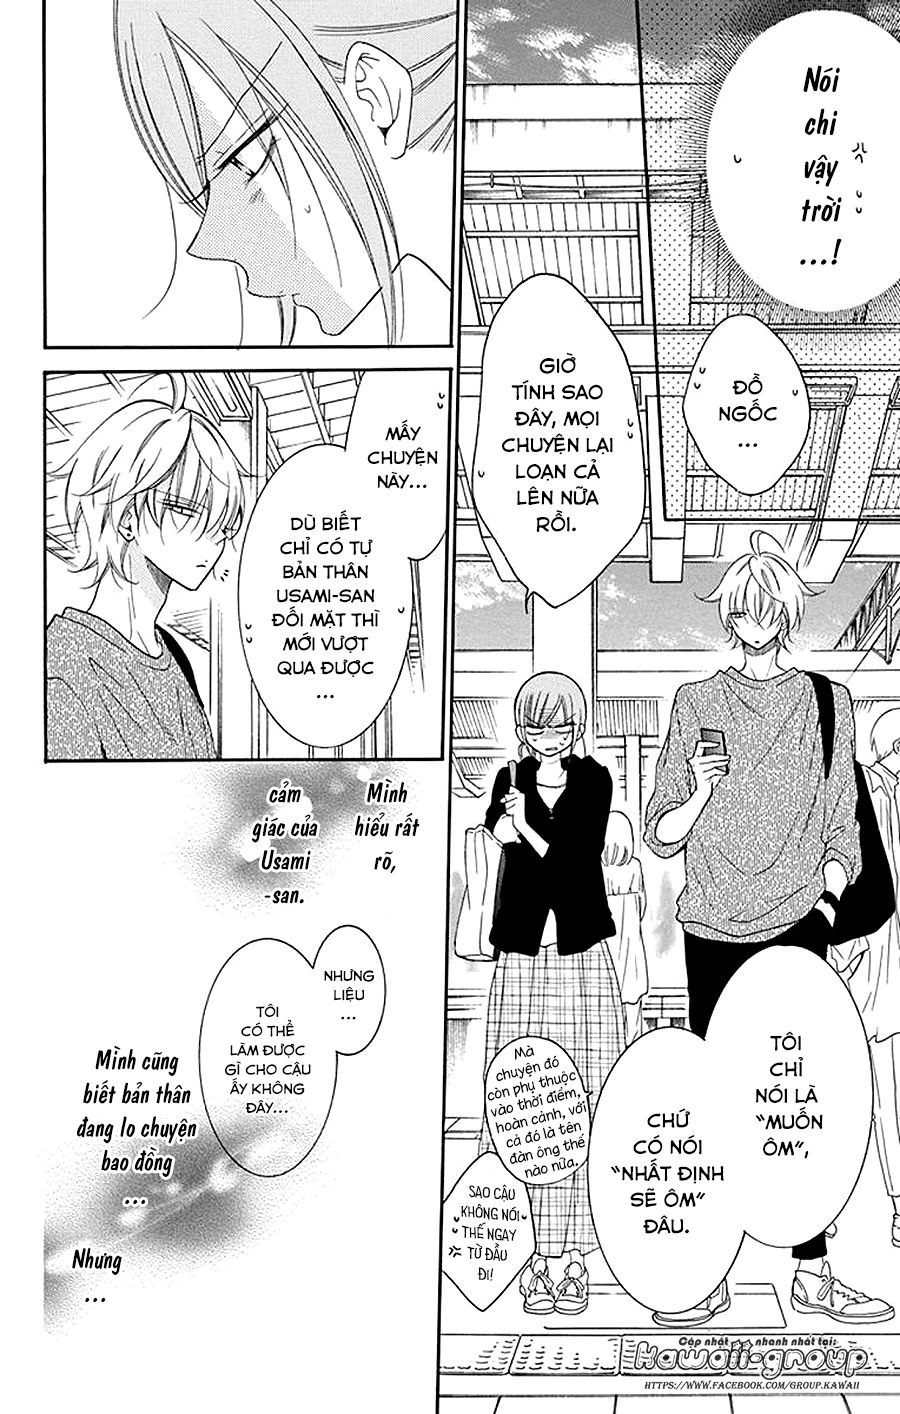 Nói
chi
vậy
trời
...!
ĐỒ
NGỐC
...
GIỜ
TÍNH SAO
ĐÂY, MỌI
CHUYỆN LẠI
LOẠN CẢ
LÊN NỮA
RỒI.
TÔI
CHỈ
NÓI LÀ
“MUỐN
ÔM”,
CHỨ
CÓ NÓI
“NHẤT ĐỊNH
SẼ ÔM”
ĐÂU.
Mà
chuyện đó
còn phụ thuộc
vào thời điểm,
hoàn cảnh, với
cả đó là tên
đàn ông thế
nào nữa.
SAO CẬU
KHÔNG NÓI
THẾ NGAY
TỪ ĐẦU
ĐI!
MẤY
CHUYỆN
NÀY...
DÙ BIẾT
CHỈ CÓ TỰ
BẢN THÂN
USAMI-SAN
ĐỐI MẶT THÌ
MỚI VƯỢT
QUA ĐƯỢC
...
Mình
hiểu rất
rõ,
cảm
giác của
Usami
-san.
NHƯNG
LIỆU
...
TÔI
CÓ THỂ
LÀM ĐƯỢC
GÌ CHO CẬU
ẤY KHÔNG
ĐÂY...
Mình cũng
biết bản thân
đang lo chuyện
bao đồng
...
Nhưng
...
Cập nhật nhanh nhất tại:
kawaii-group
HTTPS://WWW.FACEBOOK.COM/GROUP.KAWAII